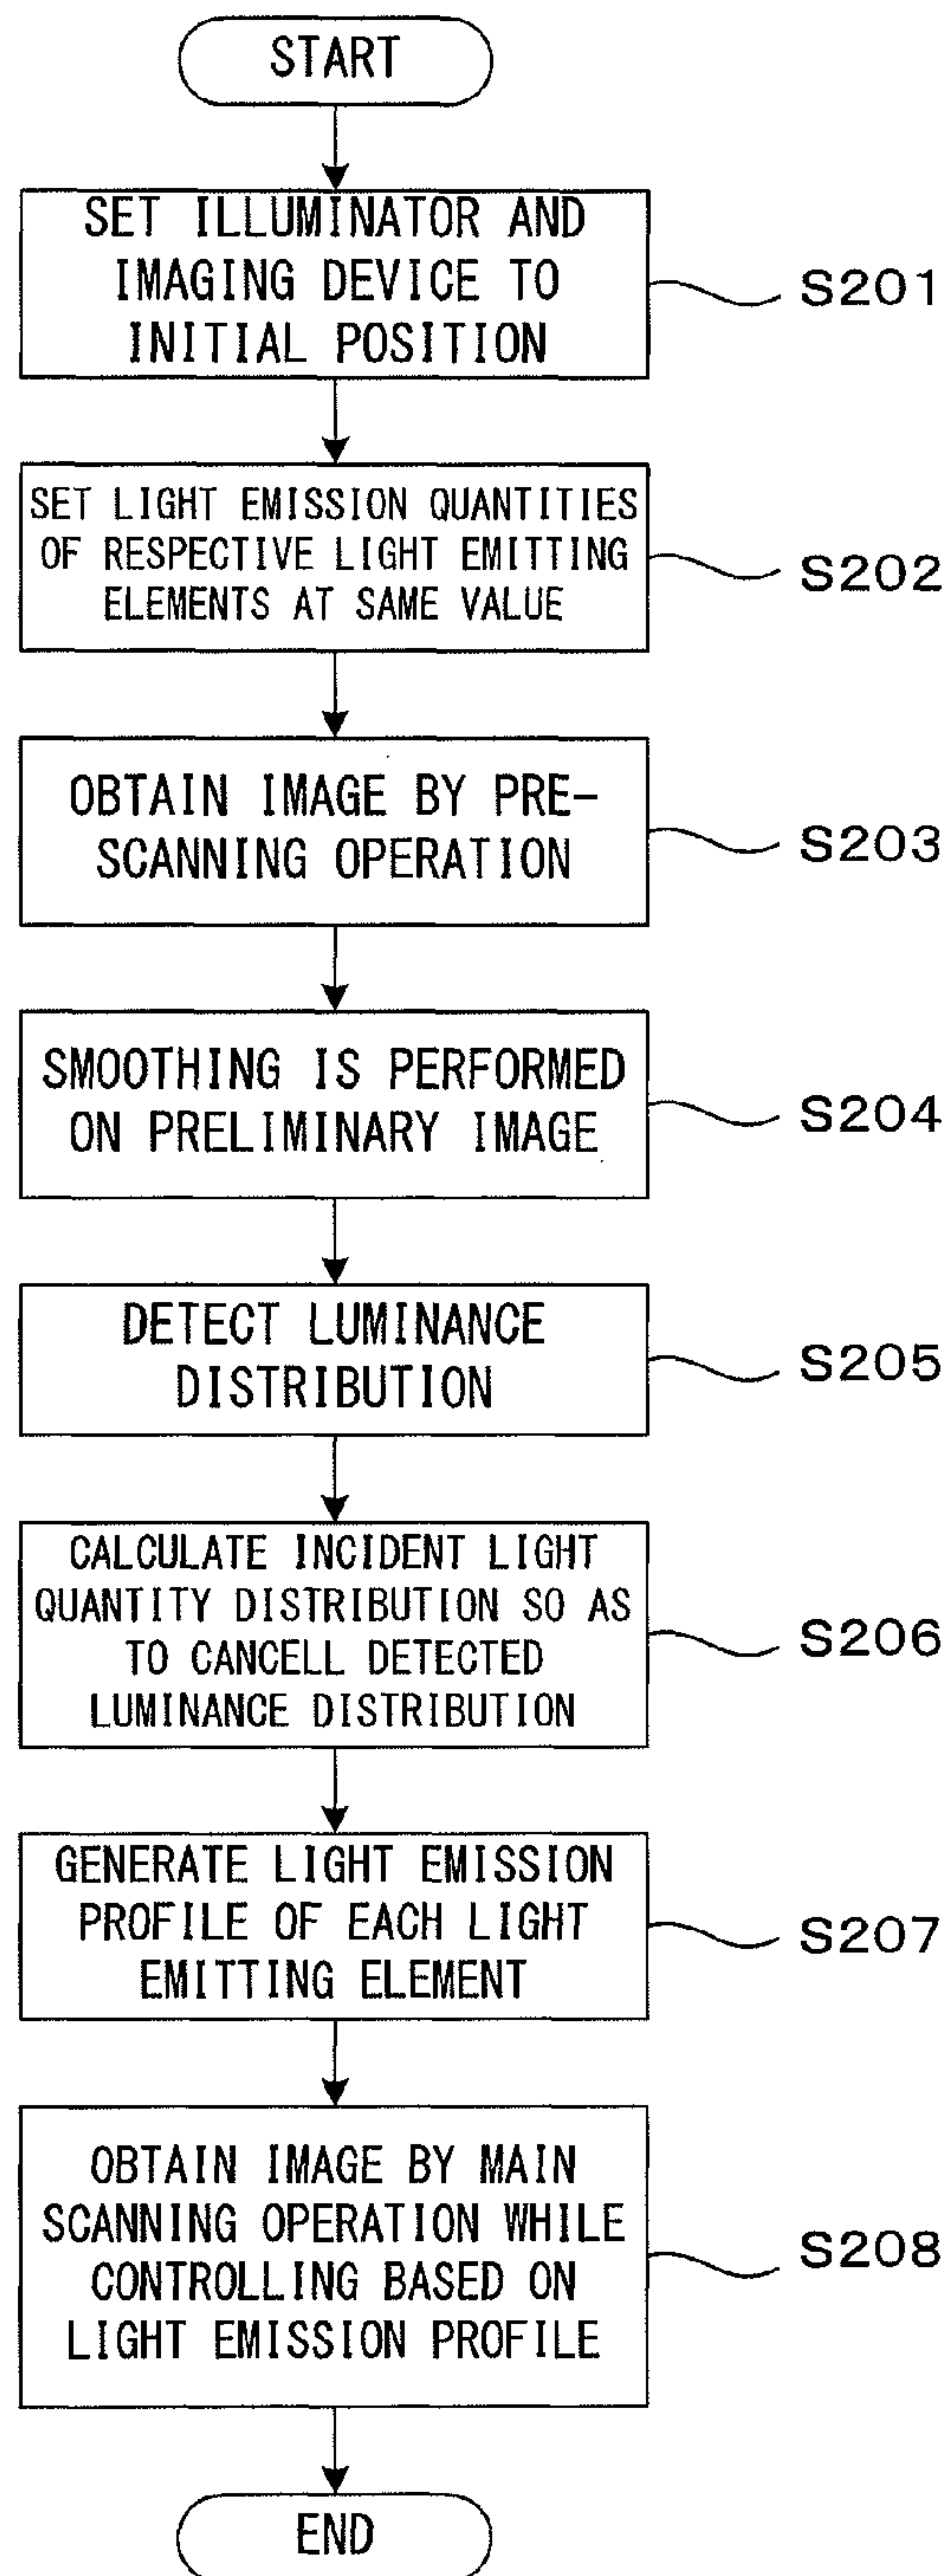 START
SET ILLUMINATOR AND
IMAGING DEVICE TO
INITIAL POSITION
S201
SET LIGHT EMISSION QUANTITIES
OF RESPECTIVE LIGHT EMITTING
ELEMENTS AT SAME VALUE
S202
OBTAIN IMAGE BY PRE-
SCANNING OPERATION
S203
SMOOTHING IS PERFORMED
ON PRELIMINARY IMAGE
S204
DETECT LUMINANCE
DISTRIBUTION
S205
CALCULATE INCIDENT LIGHT
QUANTITY DISTRIBUTION SO AS
TO CANCELL DETECTED
LUMINANCE DISTRIBUTION
S206
GENERATE LIGHT EMISSION
PROFILE OF EACH LIGHT
EMITTING ELEMENT
S207
OBTAIN IMAGE BY MAIN
SCANNING OPERATION WHILE
CONTROLLING BASED ON
LIGHT EMISSION PROFILE
S208
END